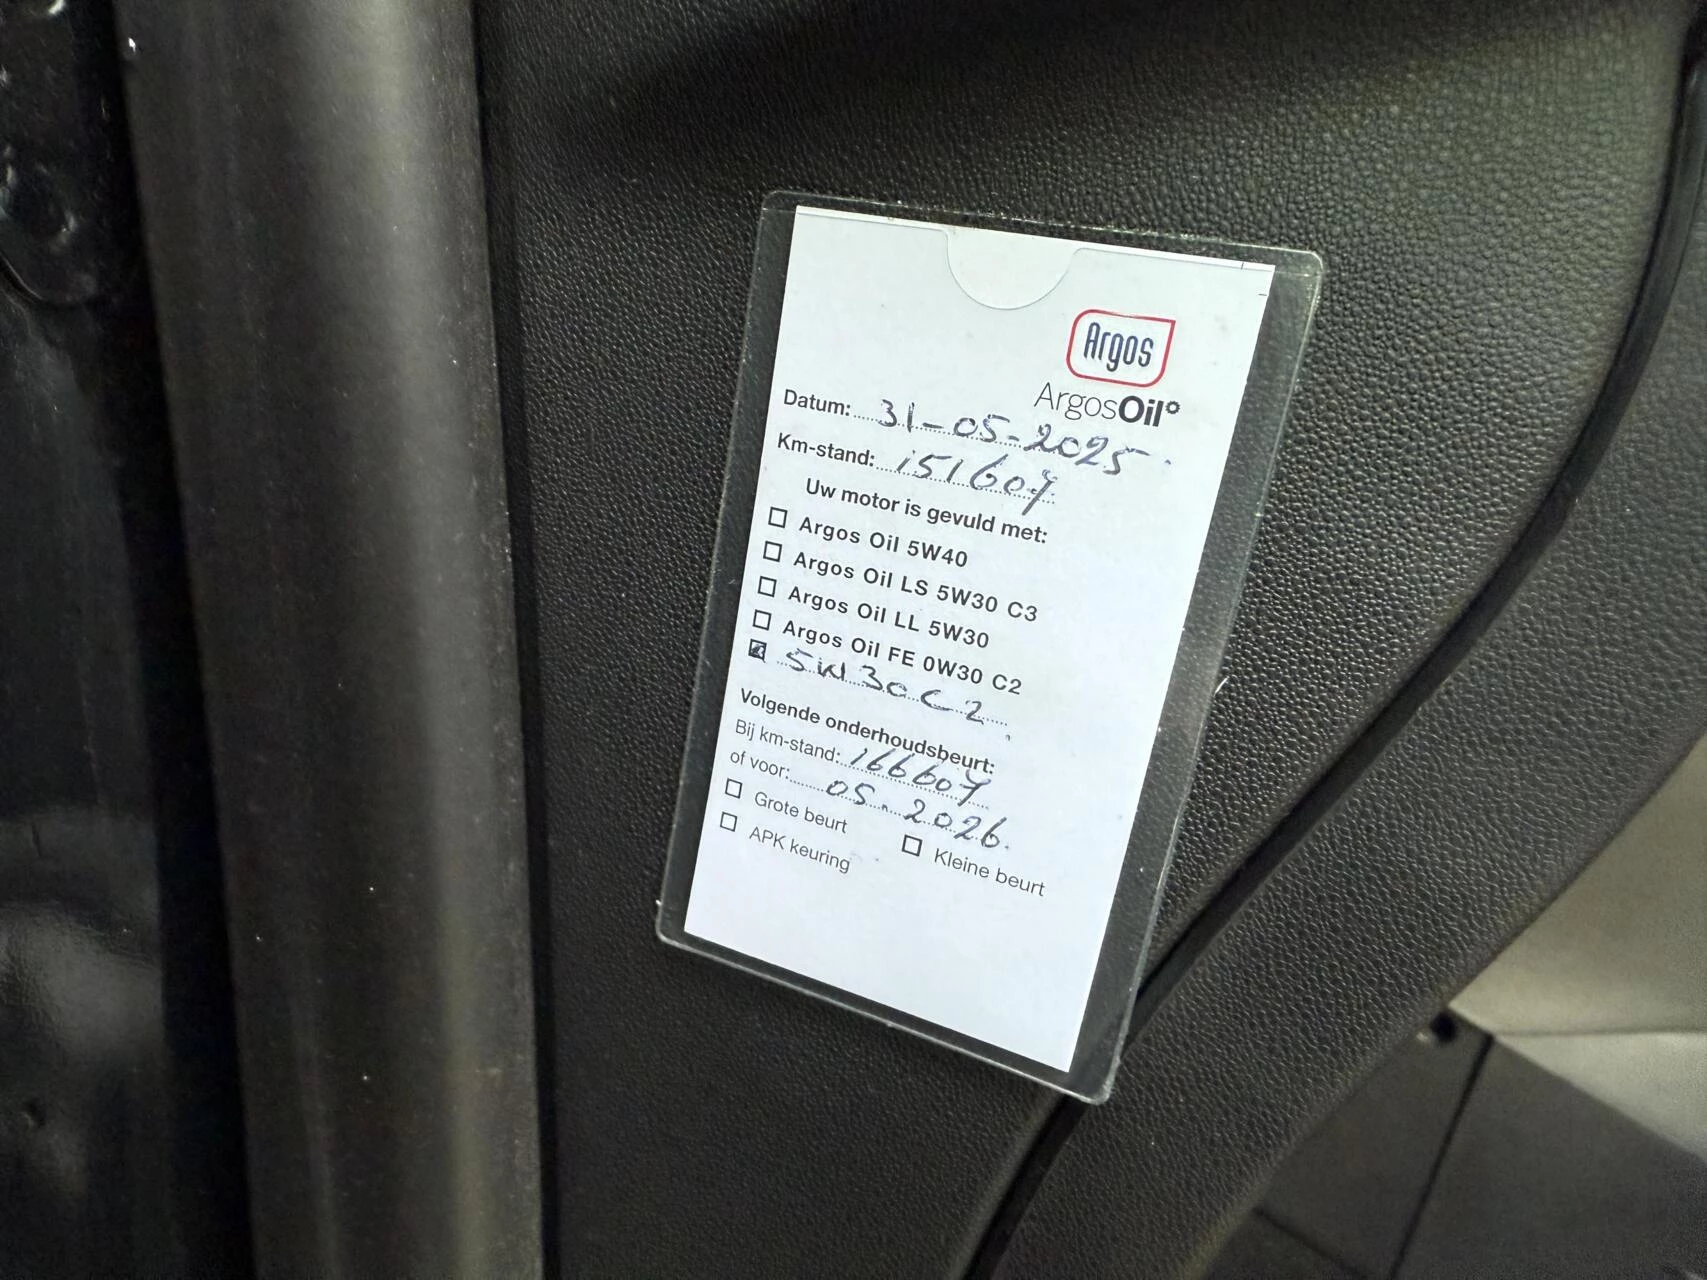 Argos
ArgosOil
Datum: 31-05-2025
Km-stand: 151607
Uw motor is gevuld met:
Argos Oil 5W40
Argos Oil LS 5W30 C3
Argos Oil LL 5W30
Argos Oil FE 0W30 C2
5W30 C2
Volgende onderhoudsbeurt:
Bij km-stand: 166607
of voor: 05-2026
Grote beurt
Kleine beurt
APK keuring